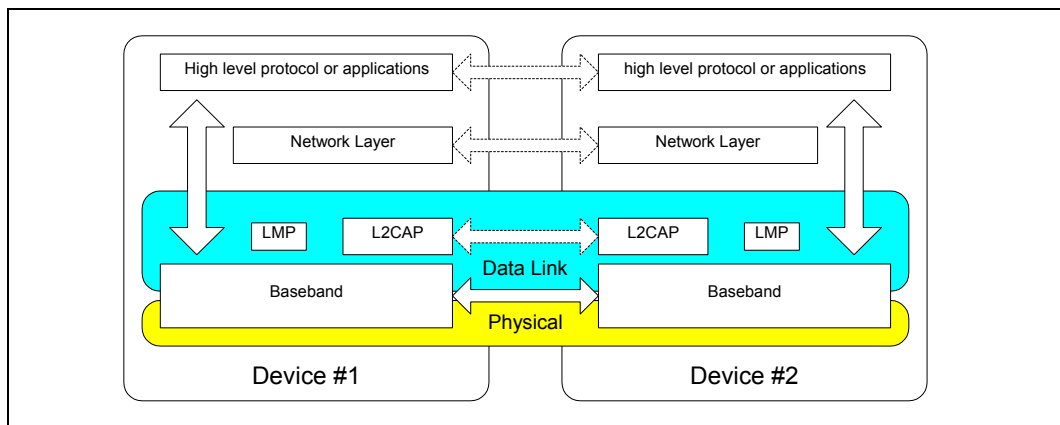 High level protocol or applications
high level protocol or applications
Network Layer
Network Layer
LMP
L2CAP
L2CAP
LMP
Data Link
Baseband
Baseband
Physical
Device #1
Device #2